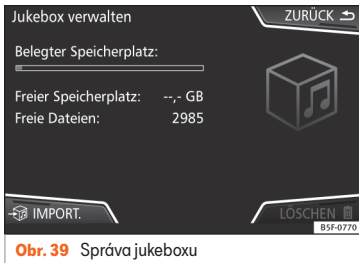 Jukebox verwalten
ZURÜCK
Belegter Speicherplatz:
Freier Speicherplatz: --,- GB
Freie Dateien: 2985
IMPORT.
LÖSCHEN
B5F-0770
Obr. 39 Správa jukeboxu